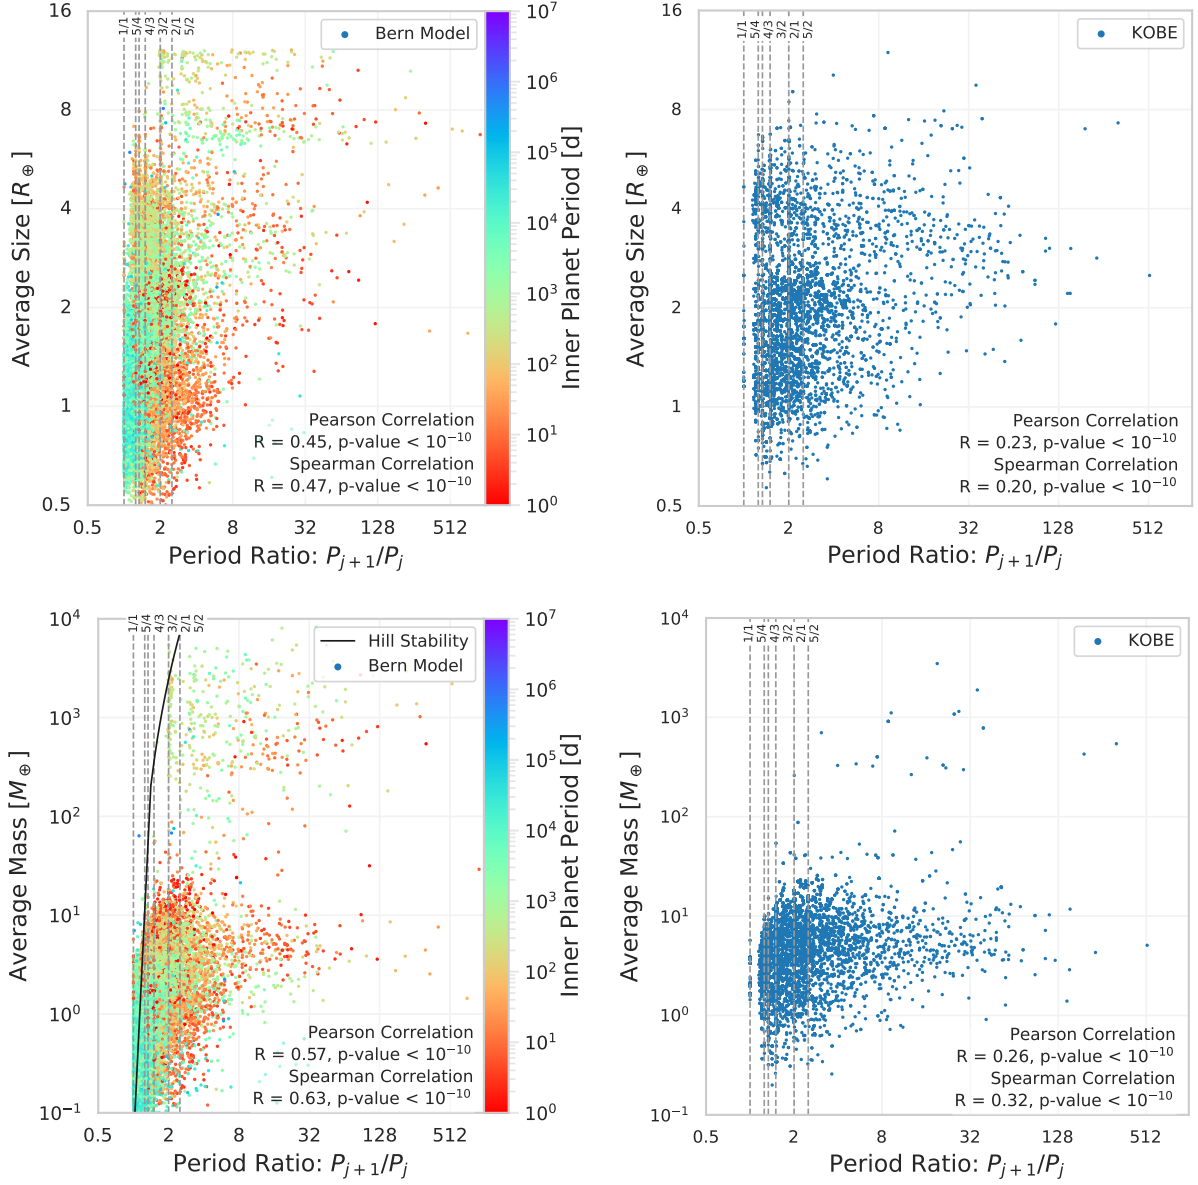 16
8
4
2
1
0.5
Average Size [R⊕]
1/1
5/4
4/3
3/2
2/1
5/2
Bern Model
Pearson Correlation
R = 0.45, p-value < 10⁻¹⁰
Spearman Correlation
R = 0.47, p-value < 10⁻¹⁰
0.5 2 8 32 128 512
Period Ratio: Pⱼ₊₁/Pⱼ
10⁷
10⁶
10⁵
10⁴
10³
10²
10¹
10⁰
Inner Planet Period [d]
16
8
4
2
1
0.5
Average Size [R⊕]
1/1
5/4
4/3
3/2
2/1
5/2
KOBE
Pearson Correlation
R = 0.23, p-value < 10⁻¹⁰
Spearman Correlation
R = 0.20, p-value < 10⁻¹⁰
0.5 2 8 32 128 512
Period Ratio: Pⱼ₊₁/Pⱼ
10⁴
10³
10²
10¹
10⁰
10⁻¹
Average Mass [M⊕]
1/1
5/4
4/3
3/2
2/1
5/2
Hill Stability
Bern Model
Pearson Correlation
R = 0.57, p-value < 10⁻¹⁰
Spearman Correlation
R = 0.63, p-value < 10⁻¹⁰
0.5 2 8 32 128 512
Period Ratio: Pⱼ₊₁/Pⱼ
10⁷
10⁶
10⁵
10⁴
10³
10²
10¹
10⁰
Inner Planet Period [d]
10⁴
10³
10²
10¹
10⁰
10⁻¹
Average Mass [M⊕]
1/1
5/4
4/3
3/2
2/1
5/2
KOBE
Pearson Correlation
R = 0.26, p-value < 10⁻¹⁰
Spearman Correlation
R = 0.32, p-value < 10⁻¹⁰
0.5 2 8 32 128 512
Period Ratio: Pⱼ₊₁/Pⱼ